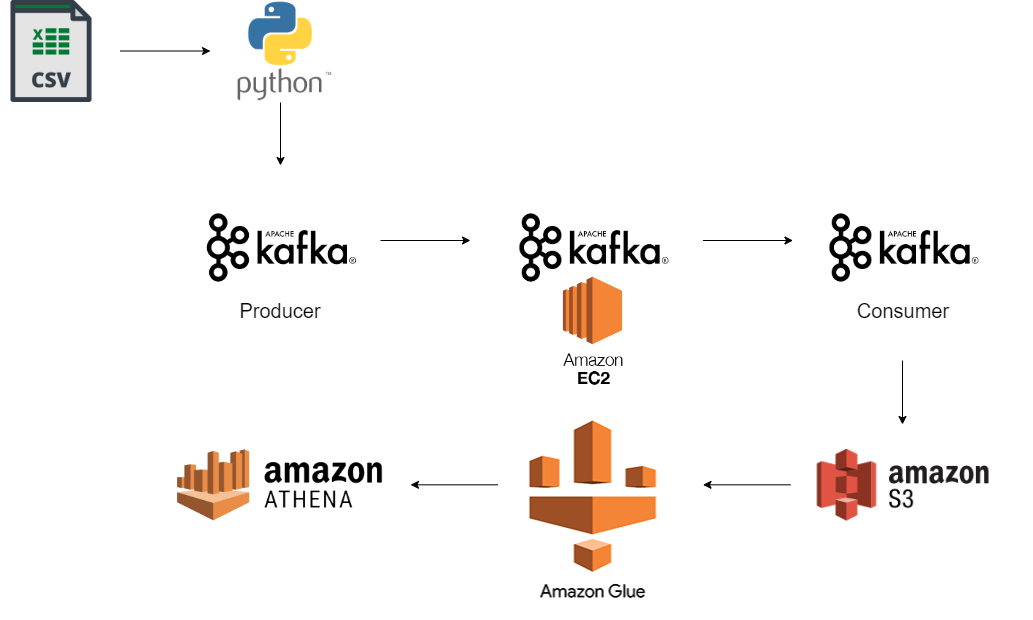 X
CSV
python™
APACHE
kafka®
APACHE
kafka®
APACHE
kafka®
Producer
Consumer
Amazon
EC2
amazon
ATHENA
amazon
S3
Amazon Glue